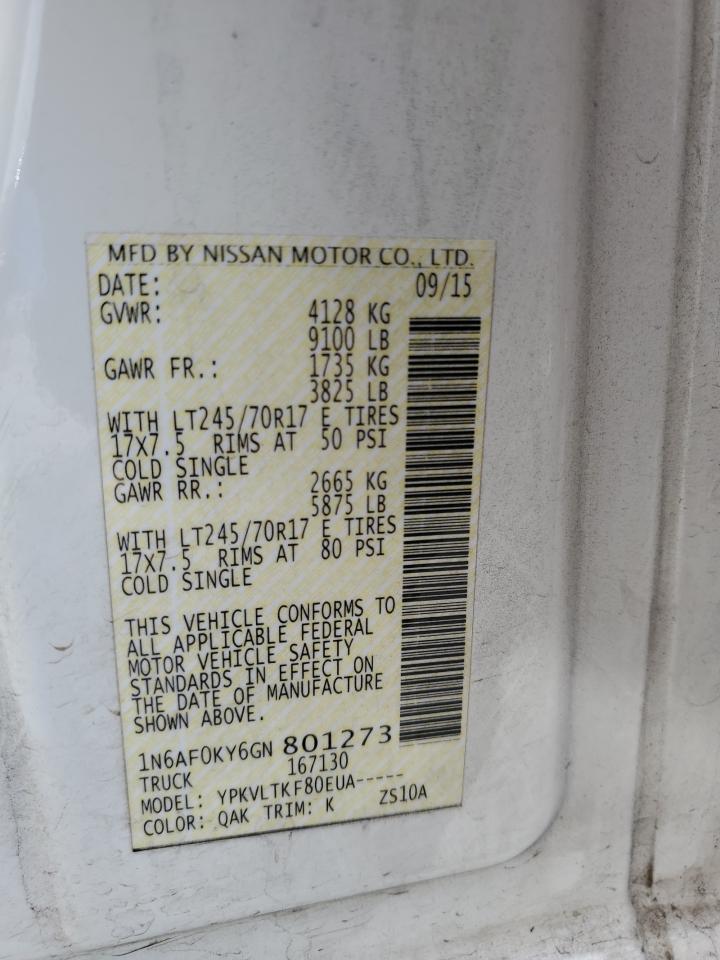 MFD BY NISSAN MOTOR CO., LTD.
DATE: 09/15
GVWR: 4128 KG
9100 LB
GAWR FR.: 1735 KG
3825 LB
WITH LT245/70R17 E TIRES
17X7.5 RIMS AT 50 PSI
COLD SINGLE
GAWR RR.: 2665 KG
5875 LB
WITH LT245/70R17 E TIRES
17X7.5 RIMS AT 80 PSI
COLD SINGLE
THIS VEHICLE CONFORMS TO
ALL APPLICABLE FEDERAL
MOTOR VEHICLE SAFETY
STANDARDS IN EFFECT ON
THE DATE OF MANUFACTURE
SHOWN ABOVE.
1N6AF0KY6GN 801273
TRUCK 167130
MODEL: YPKVLTKF80EUA-----
COLOR: QAK TRIM: K ZS10A